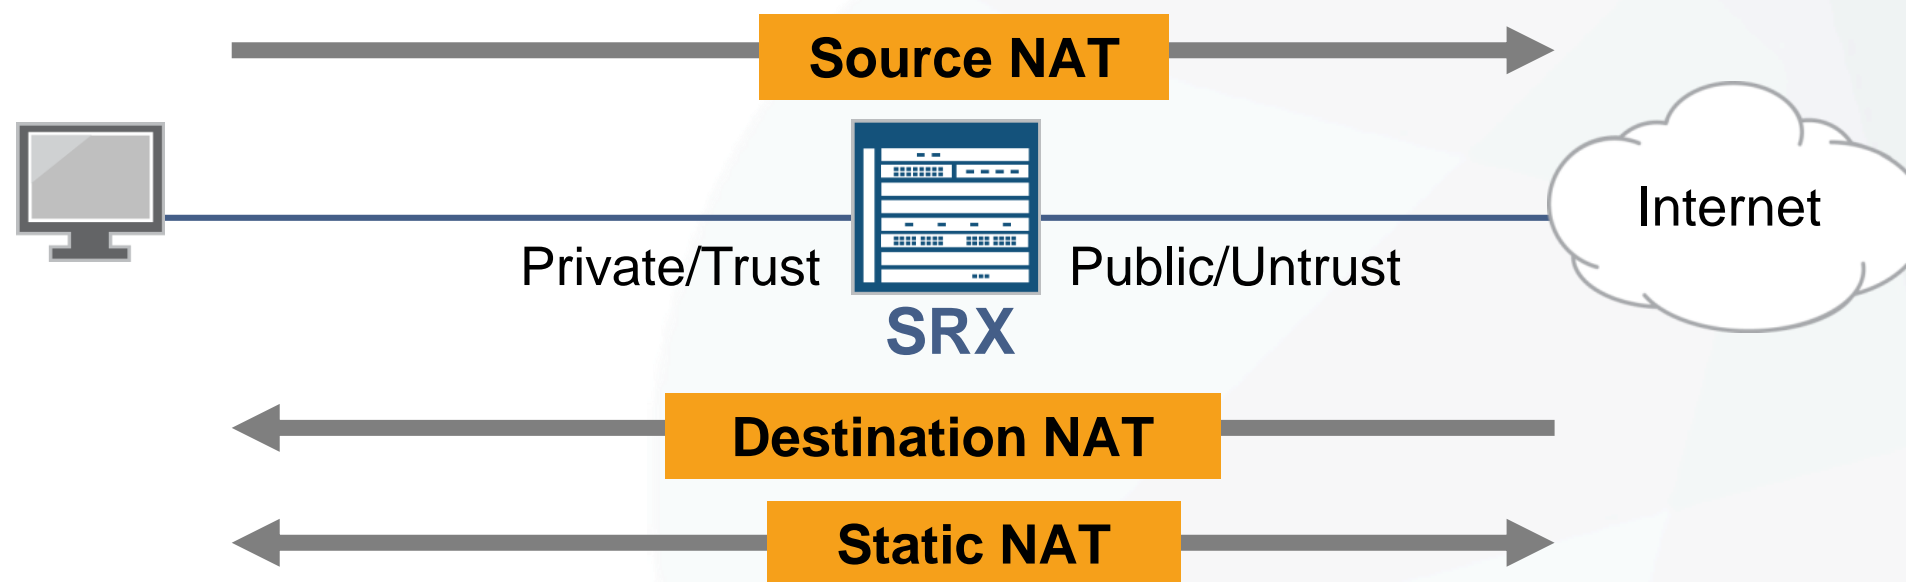 Source NAT
Internet
Private/Trust
Public/Untrust
SRX
Destination NAT
Static NAT